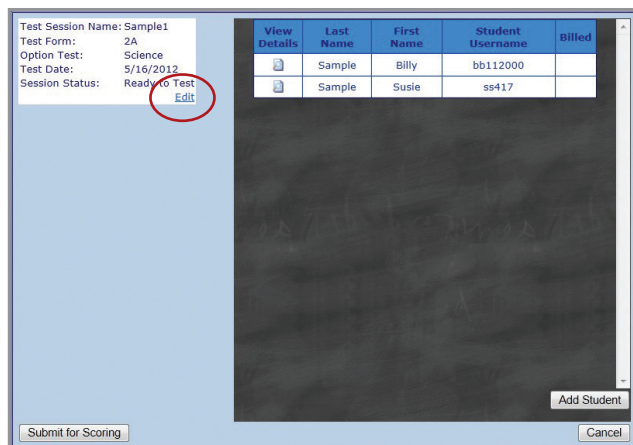 Test Session Name: Sample1
Test Form: 2A
Option Test: Science
Test Date: 5/16/2012
Session Status: Ready to Test
Edit
View Details Last Name First Name Student Username Billed
Sample Billy bb112000
Sample Susie ss417
Add Student
Submit for Scoring Cancel